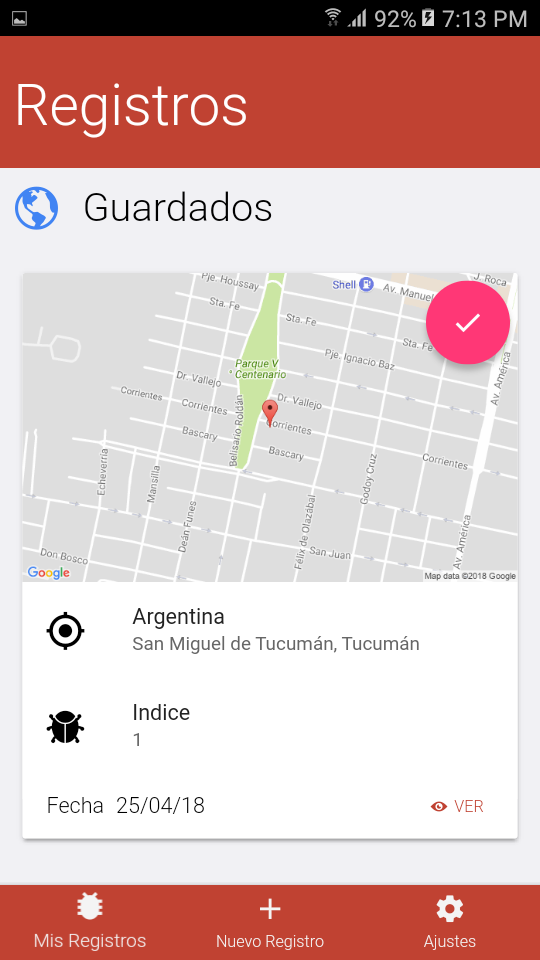 92% 7:13 PM
Registros
Guardados
Pje. Houssay
Shell
Av. Manuel
J. Roca
Sta. Fe
Sta. Fe
Sta. Fe
Parque V
Centenario
Pje. Ignacio Baz
Av. América
Dr. Vallejo
Corrientes
Corrientes
Dr. Vallejo
Corrientes
Bascary
Belisario Roldán
Bascary
Corrientes
Echeverría
Mansilla
Godoy Cruz
Deán Funes
Félix de Olazábal
Av. América
Don Bosco
San Juan
Google
Map data ©2018 Google
Argentina
San Miguel de Tucumán, Tucumán
Indice
1
Fecha 25/04/18
VER
Mis Registros
Nuevo Registro
Ajustes